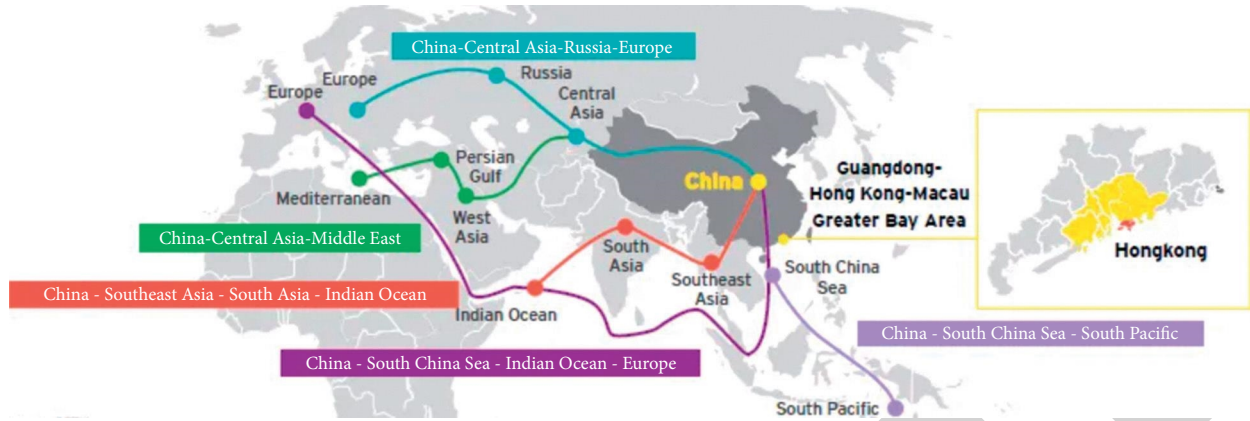 China-Central Asia-Russia-Europe
Europe
Europe
Russia
Central
Asia
Persian
Gulf
Mediterranean
West
Asia
China
Guangdong-
Hong Kong-Macau
Greater Bay Area
Hongkong
China-Central Asia-Middle East
South
Asia
Southeast
Asia
South China
Sea
China - Southeast Asia - South Asia - Indian Ocean
Indian Ocean
China - South China Sea - South Pacific
China - South China Sea - Indian Ocean - Europe
South Pacific